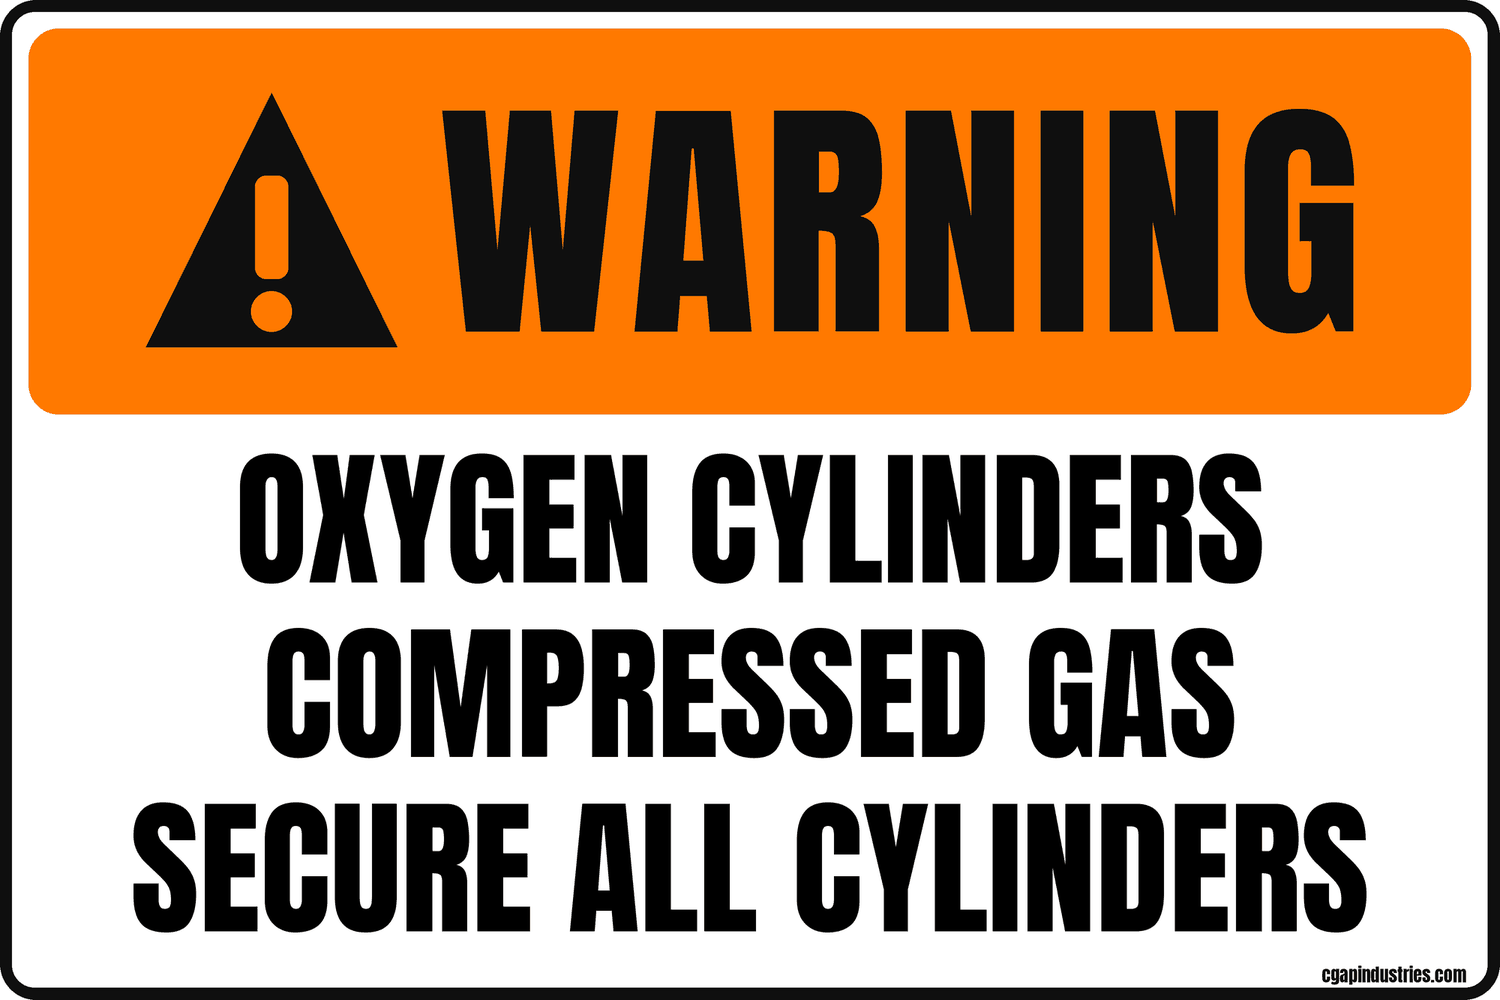 WARNING
OXYGEN CYLINDERS
COMPRESSED GAS
SECURE ALL CYLINDERS
cgapindustries.com